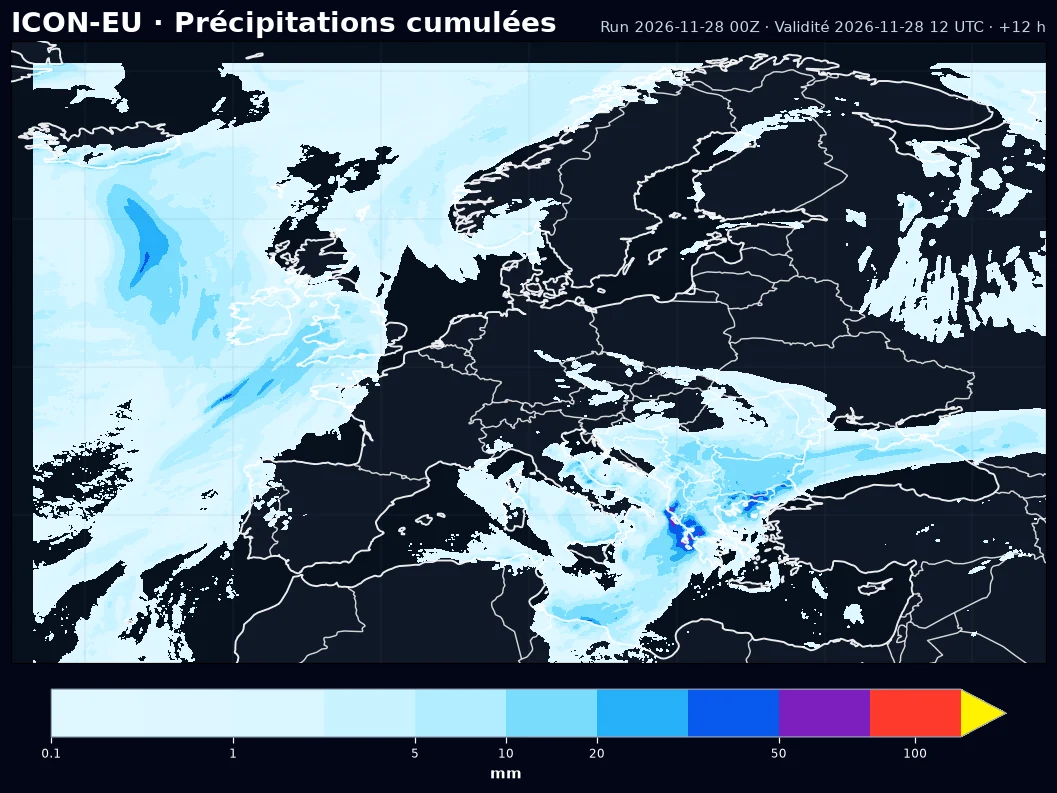 ICON-EU · Précipitations cumulées
Run 2026-11-28 00Z · Validité 2026-11-28 12 UTC · +12 h
0.1 1 5 10 20 50 100
mm